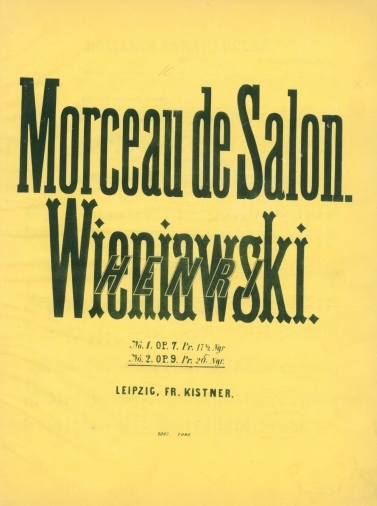 Morceau de Salon.
HENRI
Wieniawski.
No. 1. OP. 7. Pr. 17½ Ngr
No. 2. OP. 9. Pr. 20 Ngr.
LEIPZIG, FR. KISTNER.